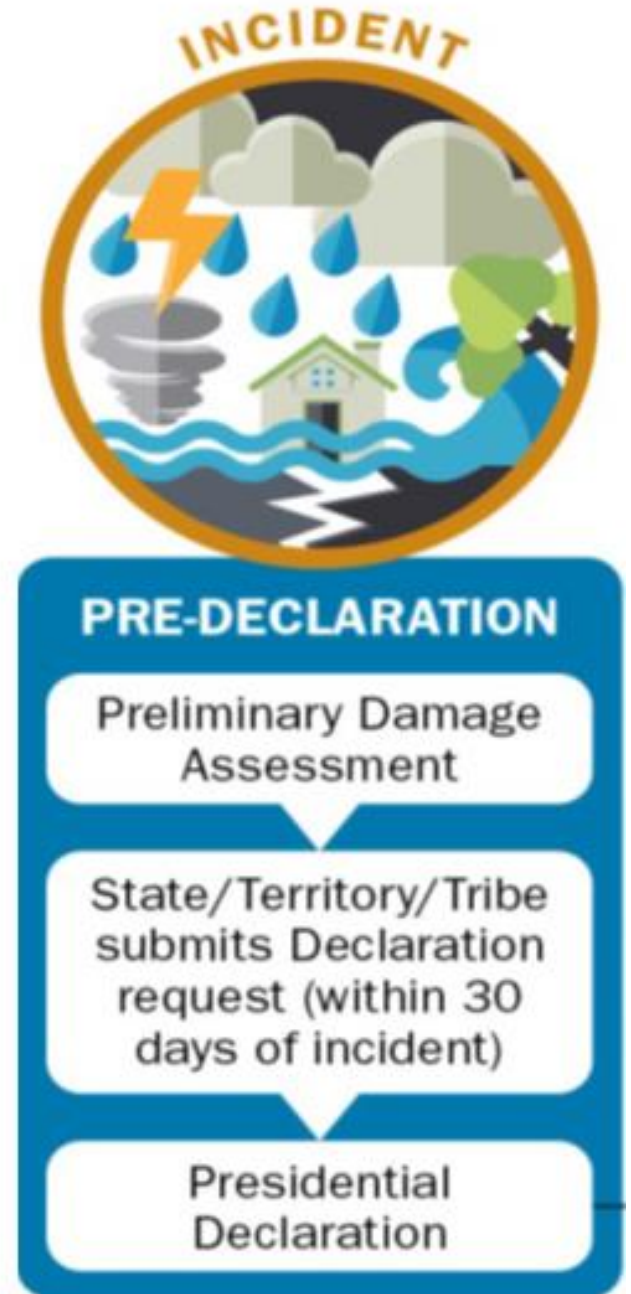 INCIDENT
PRE-DECLARATION
Preliminary Damage
Assessment
State/Territory/Tribe
submits Declaration
request (within 30
days of incident)
Presidential
Declaration